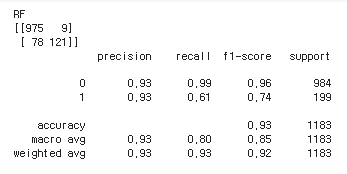 RF
[[975 9]
[ 78 121]]
precision recall f1-score support
0 0,93 0,99 0,96 984
1 0,93 0,61 0,74 199
accuracy 0,93 1183
macro avg 0,93 0,80 0,85 1183
weighted avg 0,93 0,93 0,92 1183